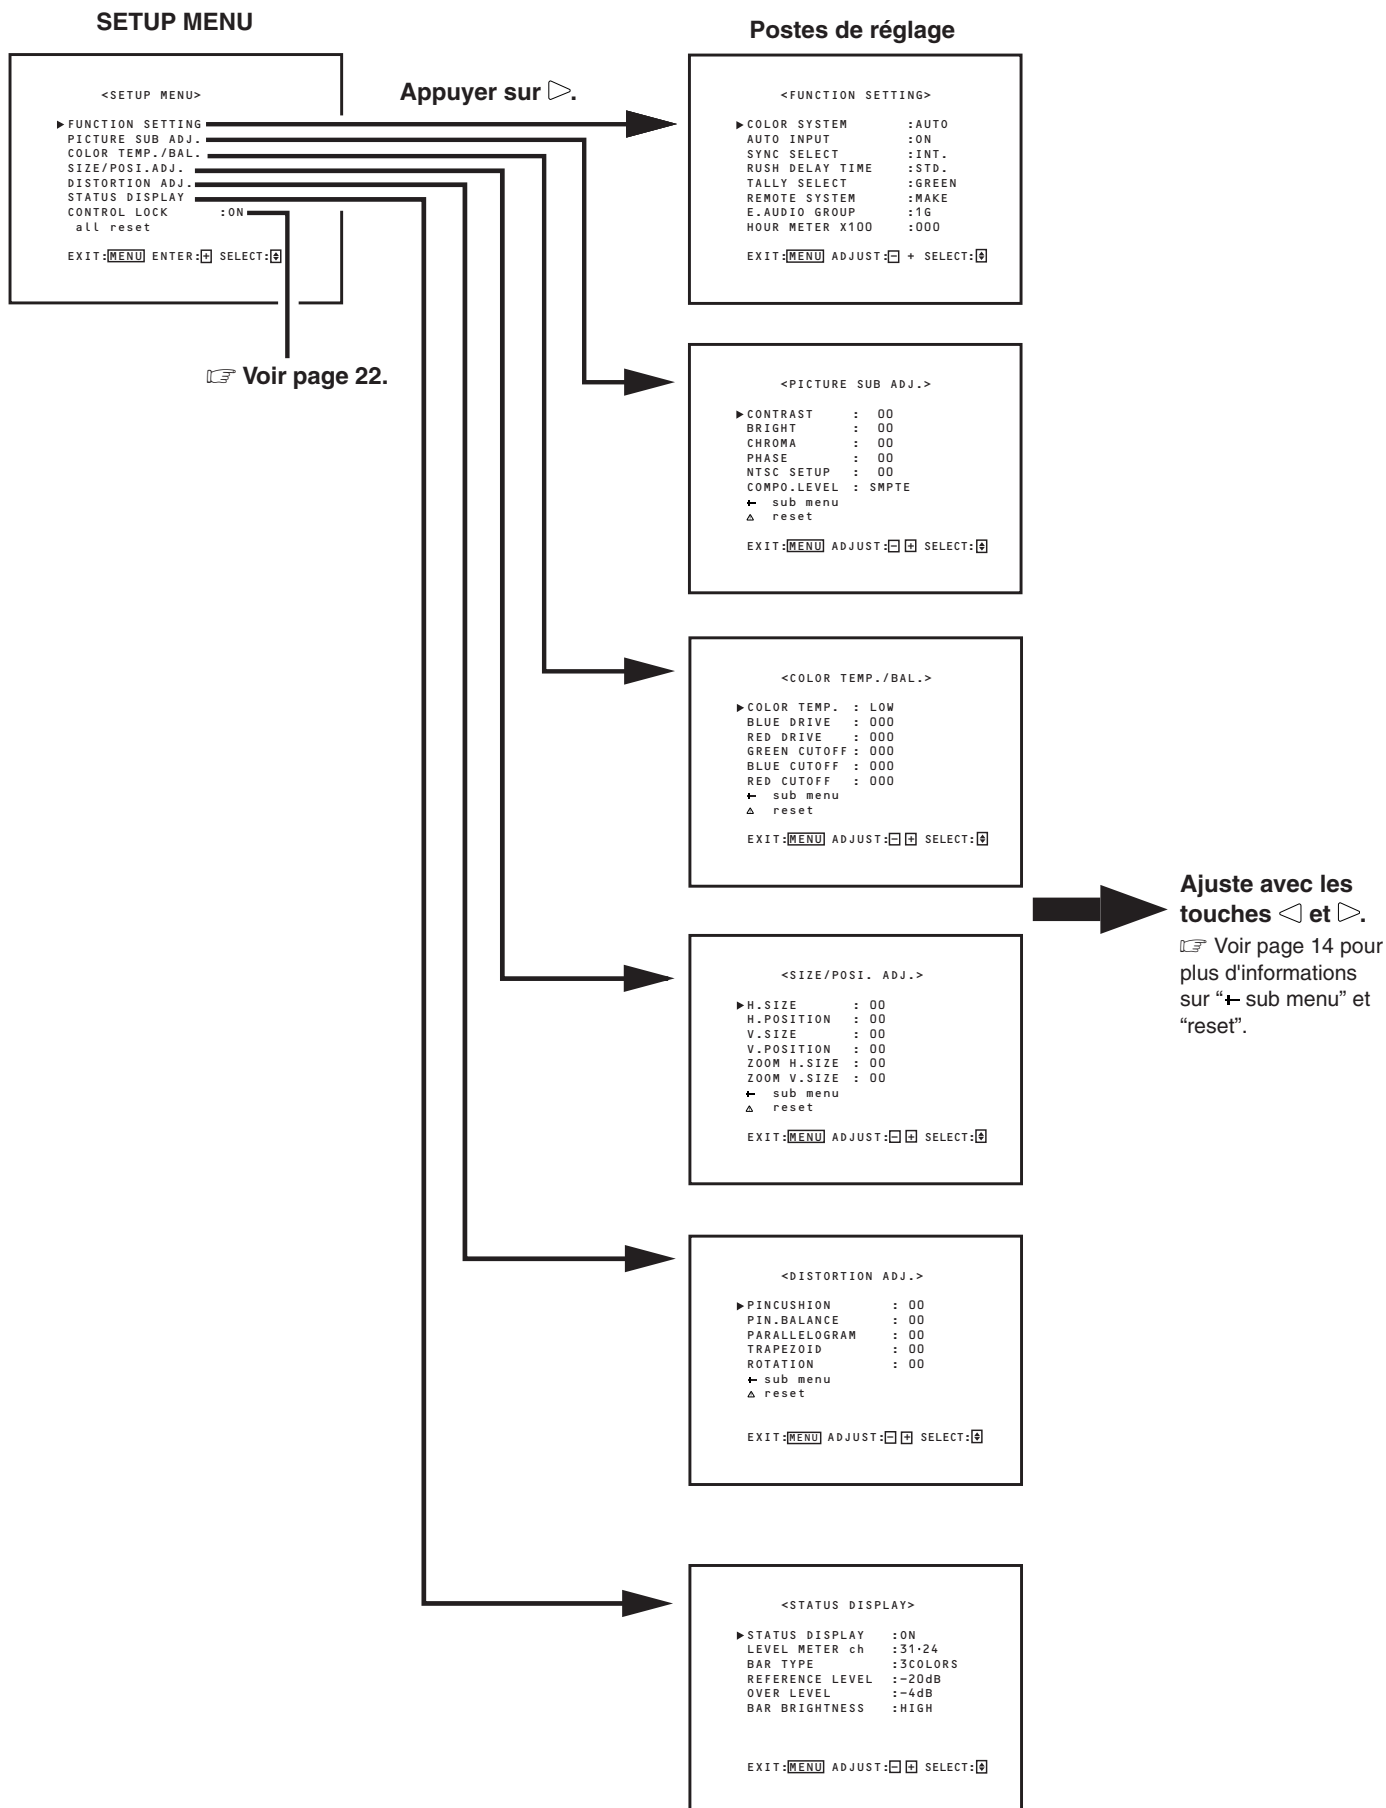 SETUP MENU
<SETUP MENU>
▶FUNCTION SETTING
PICTURE SUB ADJ.
COLOR TEMP./BAL.
SIZE/POSI.ADJ.
DISTORTION ADJ.
STATUS DISPLAY
CONTROL LOCK :ON
all reset
EXIT:MENU ENTER:+ SELECT:
☞ Voir page 22.
Appuyer sur ▷.
Postes de réglage
<FUNCTION SETTING>
▶COLOR SYSTEM :AUTO
AUTO INPUT :ON
SYNC SELECT :INT.
RUSH DELAY TIME :STD.
TALLY SELECT :GREEN
REMOTE SYSTEM :MAKE
E.AUDIO GROUP :1G
HOUR METER X100 :000
EXIT:MENU ADJUST:- + SELECT:
<PICTURE SUB ADJ.>
▶CONTRAST : 00
BRIGHT : 00
CHROMA : 00
PHASE : 00
NTSC SETUP : 00
COMPO.LEVEL : SMPTE
← sub menu
△ reset
EXIT:MENU ADJUST:- + SELECT:
<COLOR TEMP./BAL.>
▶COLOR TEMP. : LOW
BLUE DRIVE : 000
RED DRIVE : 000
GREEN CUTOFF : 000
BLUE CUTOFF : 000
RED CUTOFF : 000
← sub menu
△ reset
EXIT:MENU ADJUST:- + SELECT:
<SIZE/POSI. ADJ.>
▶H.SIZE : 00
H.POSITION : 00
V.SIZE : 00
V.POSITION : 00
ZOOM H.SIZE : 00
ZOOM V.SIZE : 00
← sub menu
△ reset
EXIT:MENU ADJUST:- + SELECT:
<DISTORTION ADJ.>
▶PINCUSHION : 00
PIN.BALANCE : 00
PARALLELOGRAM : 00
TRAPEZOID : 00
ROTATION : 00
← sub menu
△ reset
EXIT:MENU ADJUST:- + SELECT:
<STATUS DISPLAY>
▶STATUS DISPLAY :ON
LEVEL METER ch :31·24
BAR TYPE :3COLORS
REFERENCE LEVEL :-20dB
OVER LEVEL :-4dB
BAR BRIGHTNESS :HIGH
EXIT:MENU ADJUST:- + SELECT:
Ajuste avec les
touches ◁ et ▷.
☞ Voir page 14 pour
plus d'informations
sur “← sub menu” et
“reset”.